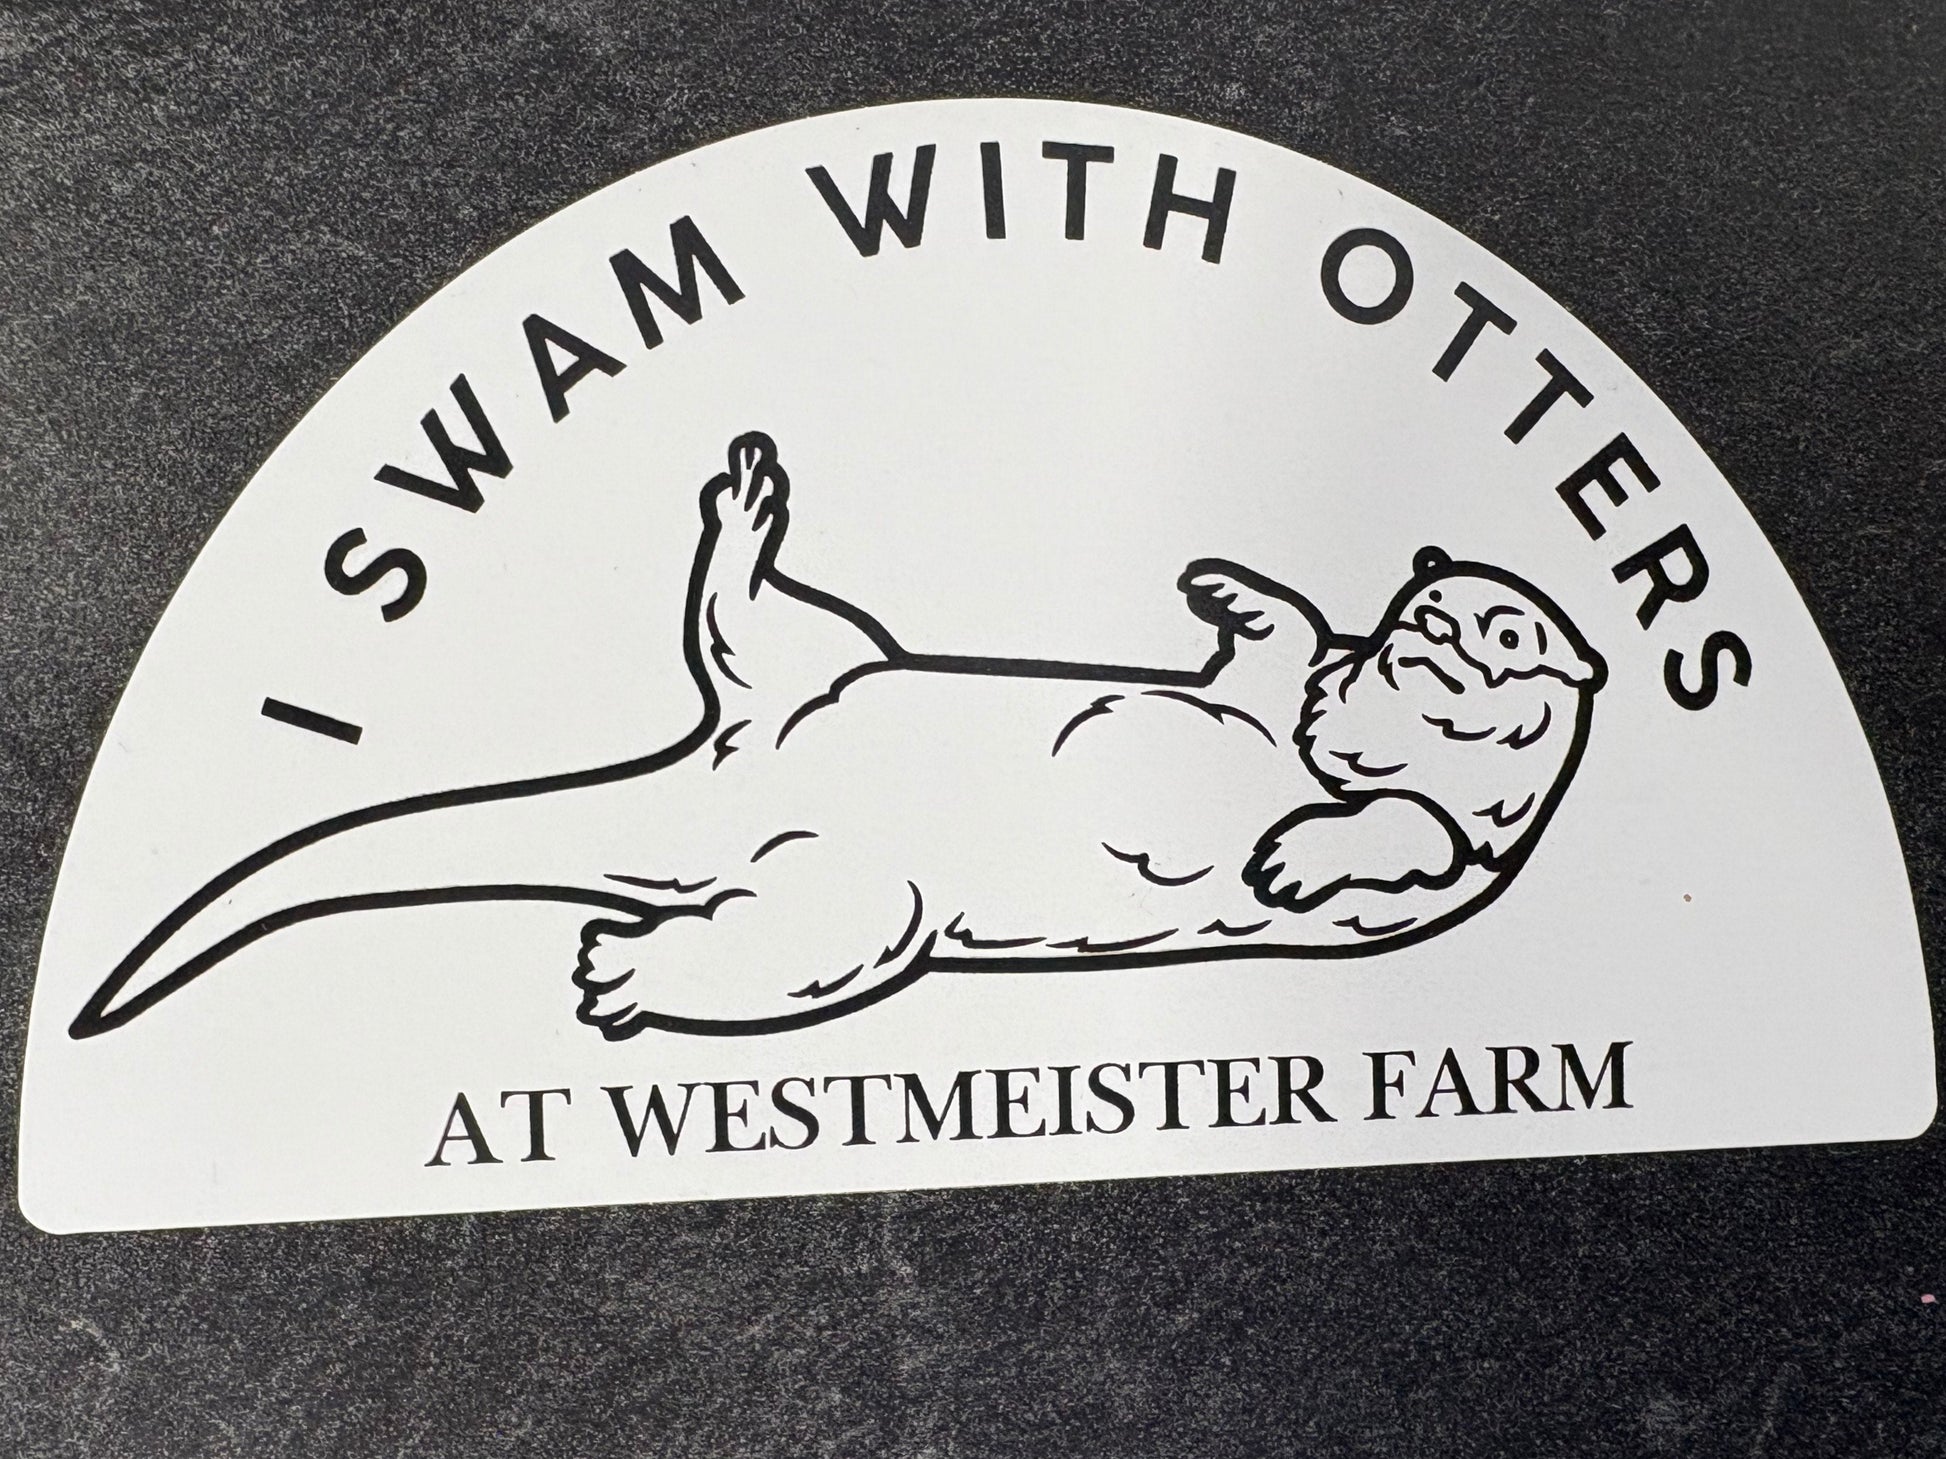 I SWAM WITH OTTERS
AT WESTMEISTER FARM